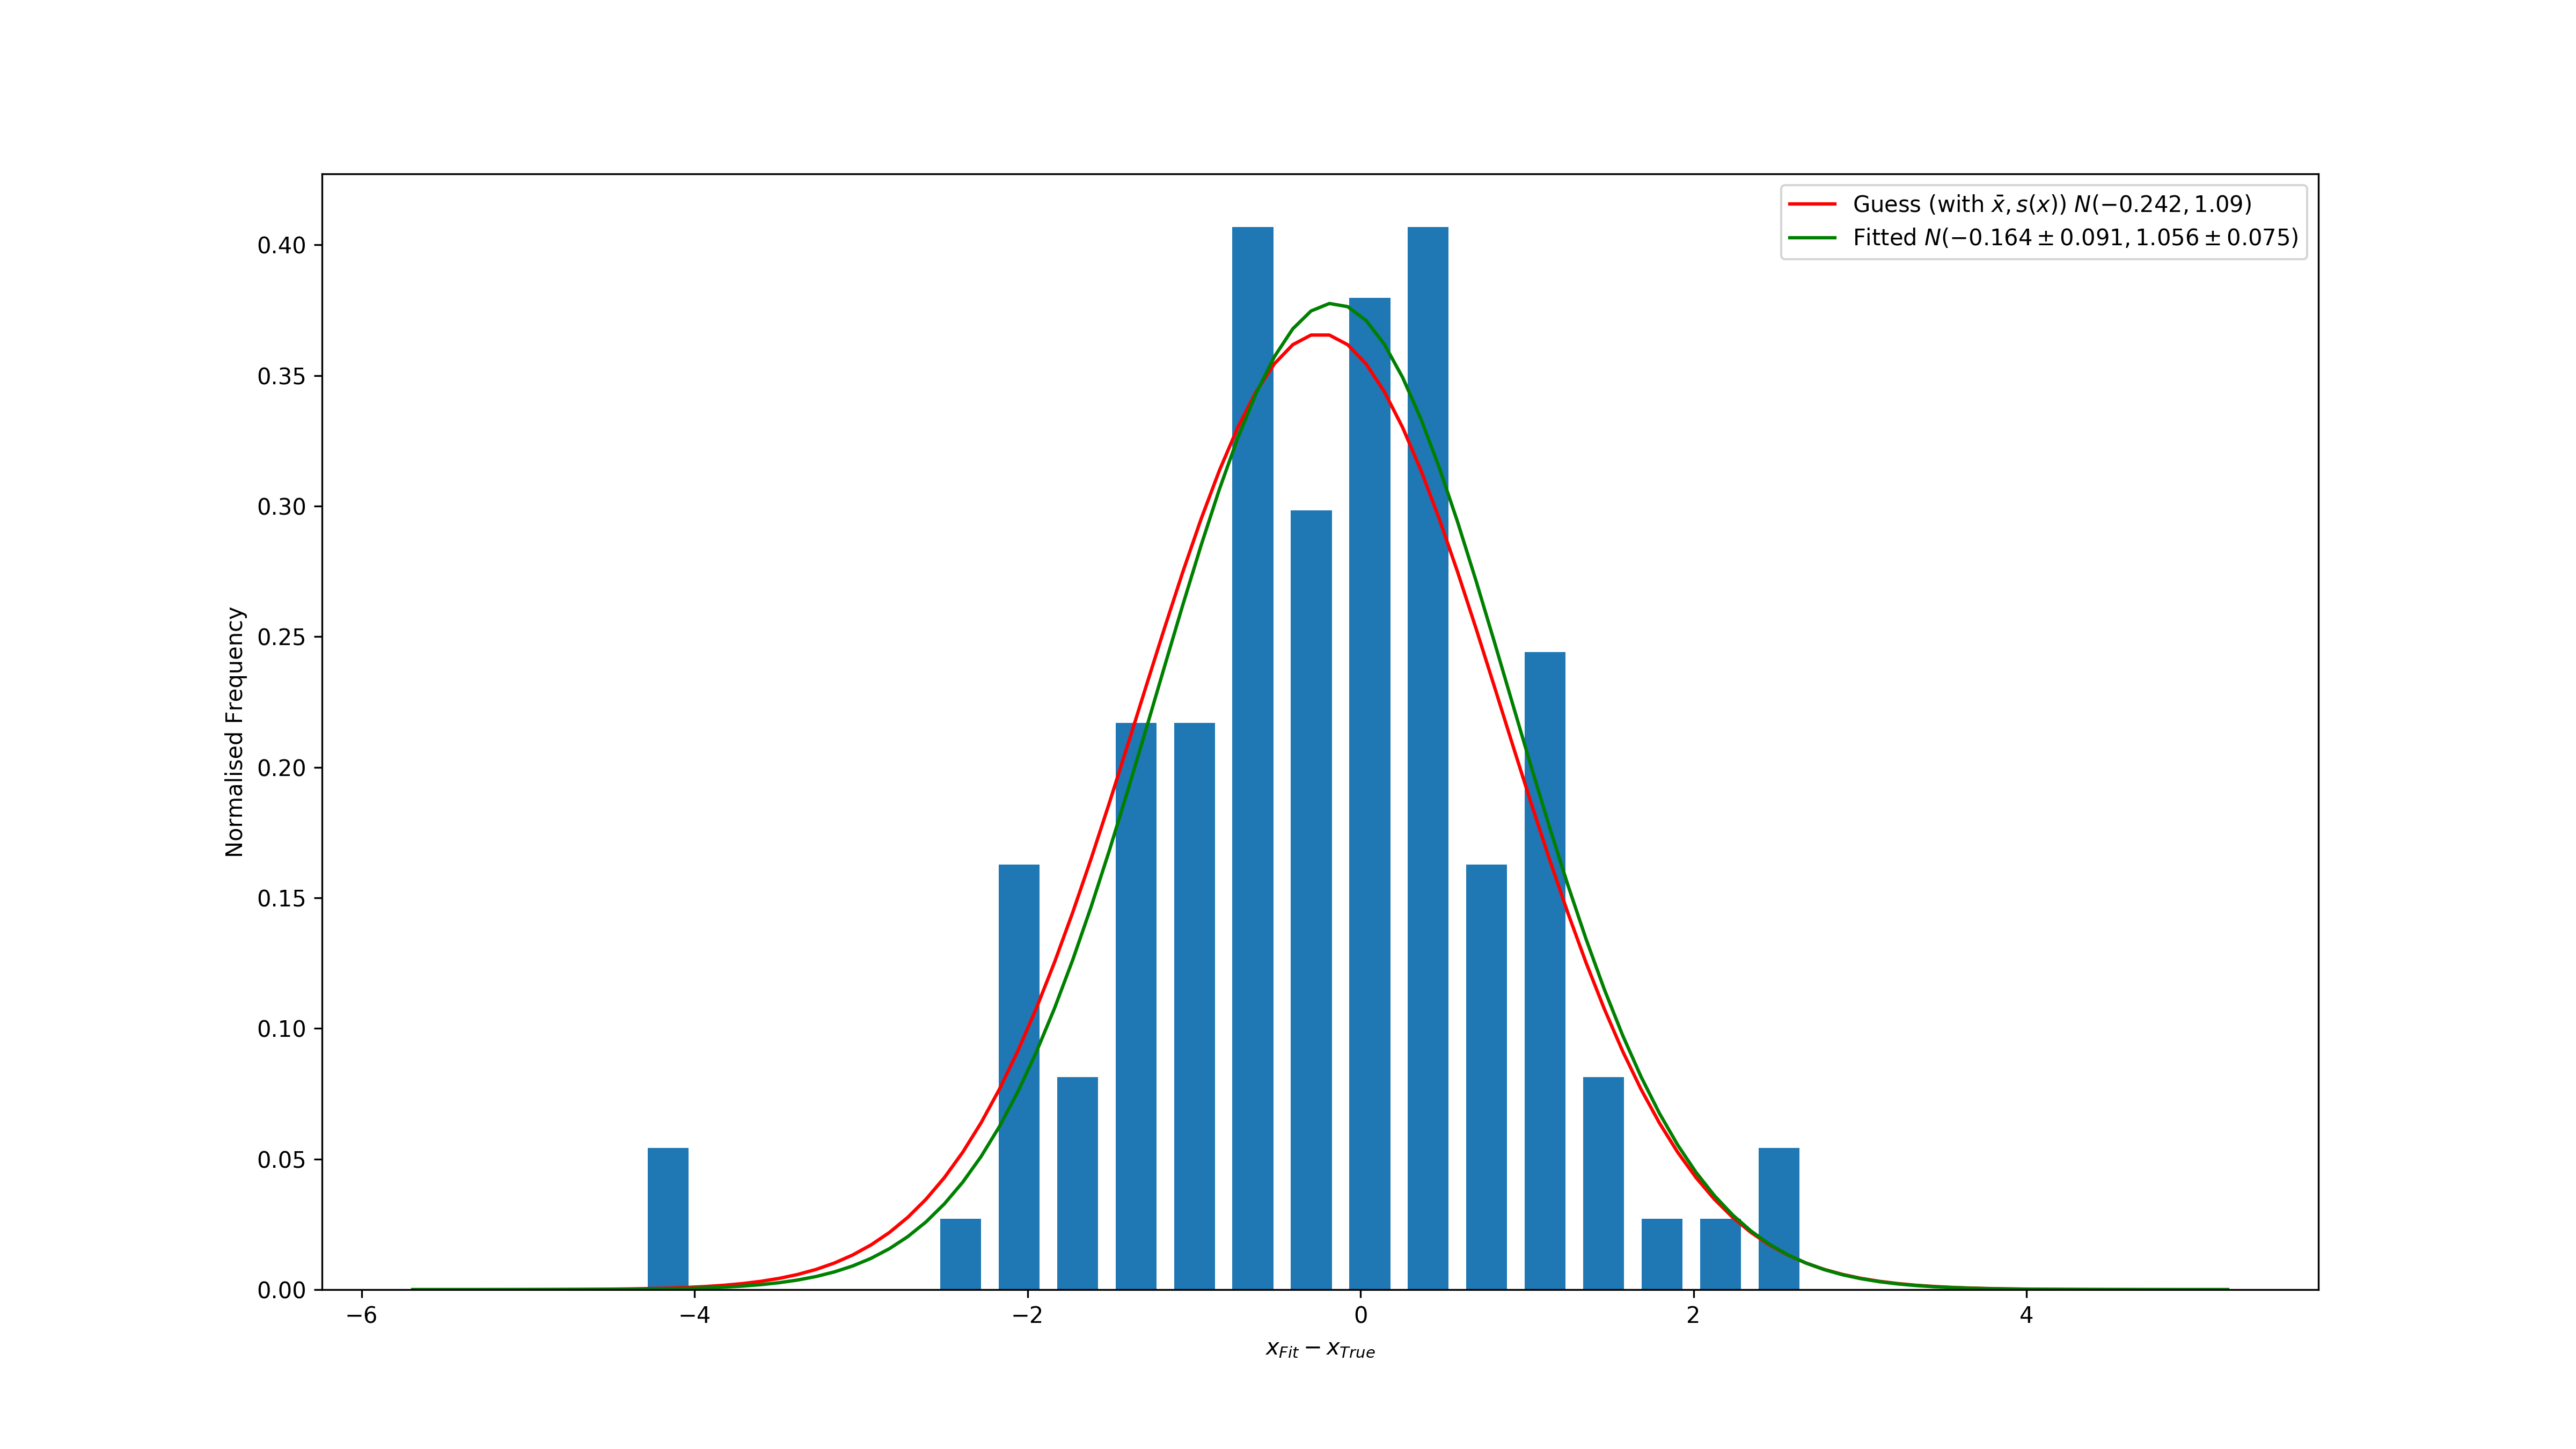 Guess (with x̄, s(x)) N(−0.242, 1.09)
Fitted N(−0.164 ± 0.091, 1.056 ± 0.075)
0.40
0.35
0.30
0.25
0.20
0.15
0.10
0.05
0.00
Normalised Frequency
−6 −4 −2 0 2 4
x_Fit − x_True